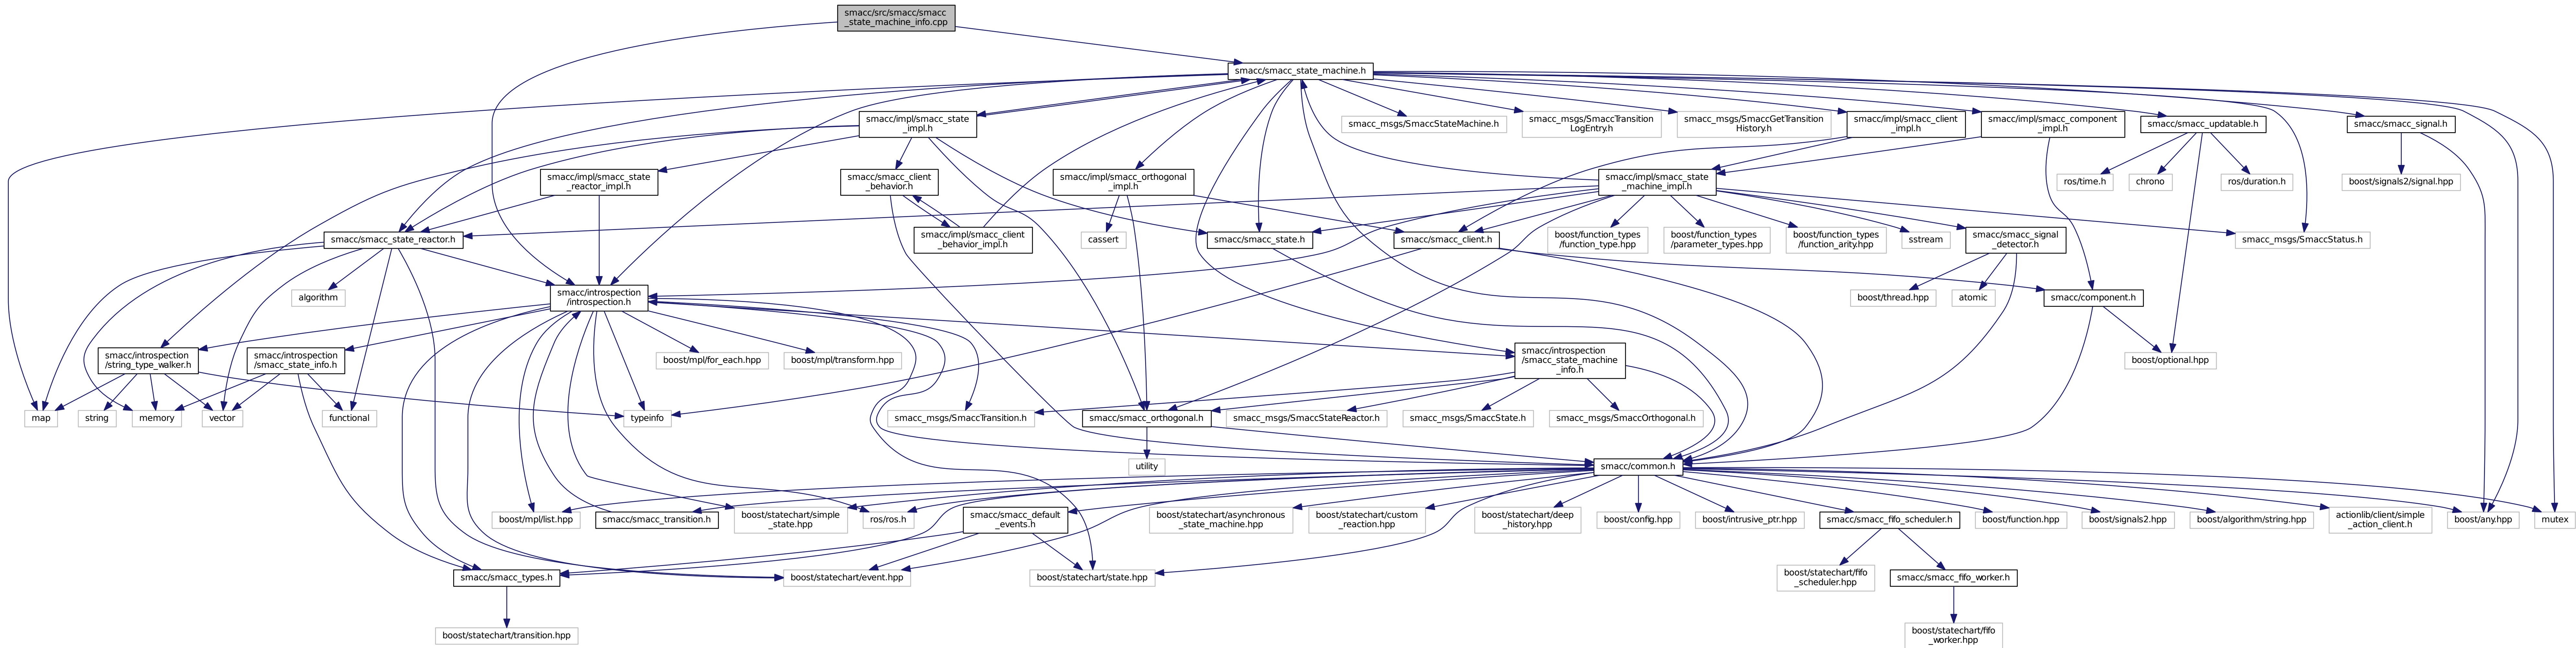 smacc/src/smacc/smacc
_state_machine_info.cpp
smacc/smacc_state_machine.h
smacc/impl/smacc_state
_impl.h
smacc_msgs/SmaccStateMachine.h
smacc_msgs/SmaccTransition
LogEntry.h
smacc_msgs/SmaccGetTransition
History.h
smacc/impl/smacc_client
_impl.h
smacc/impl/smacc_component
_impl.h
smacc/smacc_updatable.h
smacc/smacc_signal.h
smacc/impl/smacc_state
_reactor_impl.h
smacc/smacc_client
_behavior.h
smacc/impl/smacc_orthogonal
_impl.h
smacc/impl/smacc_state
_machine_impl.h
ros/time.h
chrono
ros/duration.h
boost/signals2/signal.hpp
smacc/smacc_state_reactor.h
smacc/impl/smacc_client
_behavior_impl.h
cassert
smacc/smacc_state.h
smacc/smacc_client.h
boost/function_types
/function_type.hpp
boost/function_types
/parameter_types.hpp
boost/function_types
/function_arity.hpp
sstream
smacc/smacc_signal
_detector.h
smacc_msgs/SmaccStatus.h
algorithm
smacc/introspection
/introspection.h
boost/thread.hpp
atomic
smacc/component.h
smacc/introspection
/string_type_walker.h
smacc/introspection
/smacc_state_info.h
boost/mpl/for_each.hpp
boost/mpl/transform.hpp
smacc/introspection
/smacc_state_machine
_info.h
boost/optional.hpp
map
string
memory
vector
functional
typeinfo
smacc_msgs/SmaccTransition.h
smacc/smacc_orthogonal.h
smacc_msgs/SmaccStateReactor.h
smacc_msgs/SmaccState.h
smacc_msgs/SmaccOrthogonal.h
utility
smacc/common.h
boost/mpl/list.hpp
smacc/smacc_transition.h
boost/statechart/simple
_state.hpp
ros/ros.h
smacc/smacc_default
_events.h
boost/statechart/asynchronous
_state_machine.hpp
boost/statechart/custom
_reaction.hpp
boost/statechart/deep
_history.hpp
boost/config.hpp
boost/intrusive_ptr.hpp
smacc/smacc_fifo_scheduler.h
boost/function.hpp
boost/signals2.hpp
boost/algorithm/string.hpp
actionlib/client/simple
_action_client.h
boost/any.hpp
mutex
smacc/smacc_types.h
boost/statechart/event.hpp
boost/statechart/state.hpp
boost/statechart/fifo
_scheduler.hpp
smacc/smacc_fifo_worker.h
boost/statechart/transition.hpp
boost/statechart/fifo
_worker.hpp